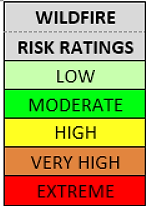 WILDFIRE
RISK RATINGS
LOW
MODERATE
HIGH
VERY HIGH
EXTREME